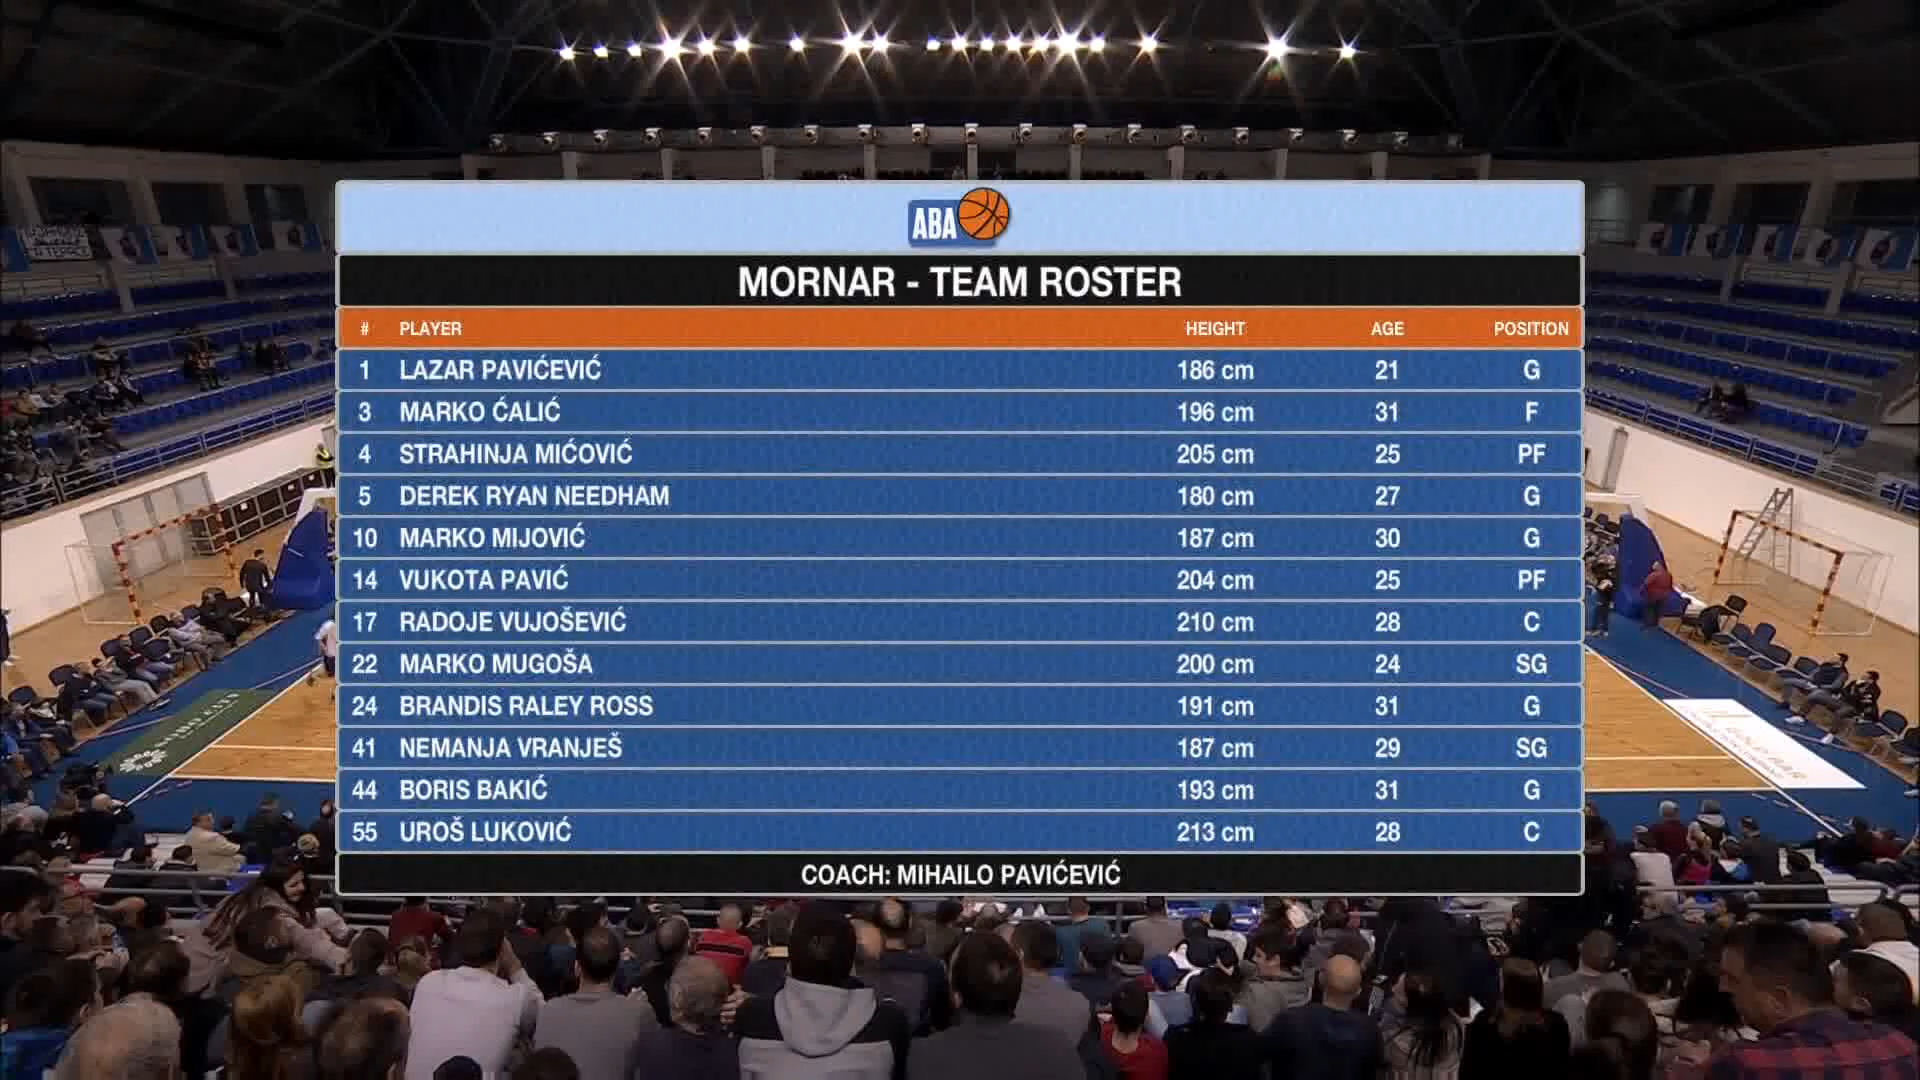 ABA
MORNAR - TEAM ROSTER
# PLAYER HEIGHT AGE POSITION
1 LAZAR PAVIĆEVIĆ 186 cm 21 G
3 MARKO ĆALIĆ 196 cm 31 F
4 STRAHINJA MIĆOVIĆ 205 cm 25 PF
5 DEREK RYAN NEEDHAM 180 cm 27 G
10 MARKO MIJOVIĆ 187 cm 30 G
14 VUKOTA PAVIĆ 204 cm 25 PF
17 RADOJE VUJOŠEVIĆ 210 cm 28 C
22 MARKO MUGOŠA 200 cm 24 SG
24 BRANDIS RALEY ROSS 191 cm 31 G
41 NEMANJA VRANJEŠ 187 cm 29 SG
44 BORIS BAKIĆ 193 cm 31 G
55 UROŠ LUKOVIĆ 213 cm 28 C
COACH: MIHAILO PAVIĆEVIĆ